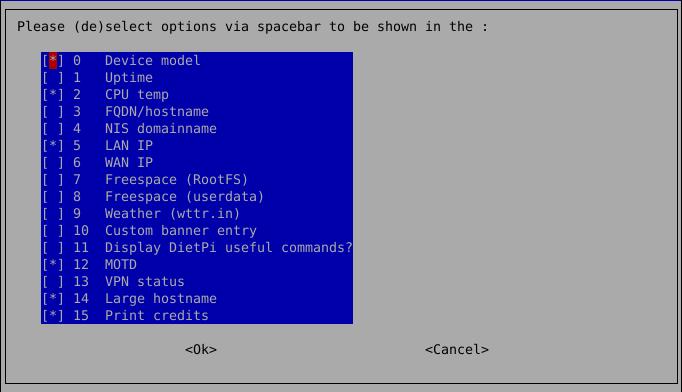 Please (de)select options via spacebar to be shown in the :
[*] 0 Device model
[ ] 1 Uptime
[*] 2 CPU temp
[ ] 3 FQDN/hostname
[ ] 4 NIS domainname
[*] 5 LAN IP
[ ] 6 WAN IP
[ ] 7 Freespace (RootFS)
[ ] 8 Freespace (userdata)
[ ] 9 Weather (wttr.in)
[ ] 10 Custom banner entry
[ ] 11 Display DietPi useful commands?
[*] 12 MOTD
[ ] 13 VPN status
[*] 14 Large hostname
[*] 15 Print credits
<Ok> <Cancel>